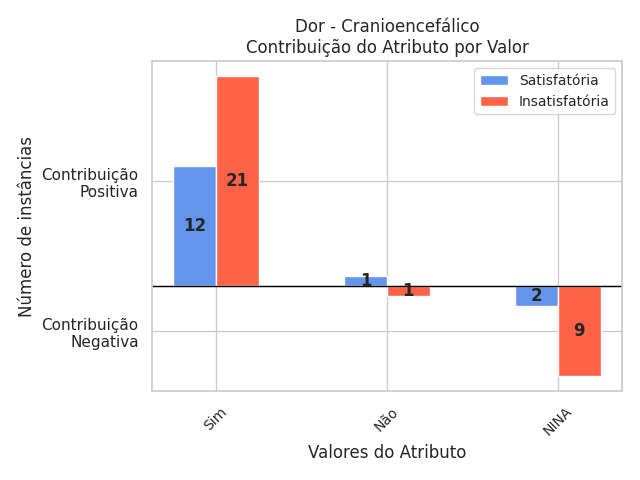 Dor - Cranioencefálico
Contribuição do Atributo por Valor
Satisfatória
Insatisfatória
Número de instâncias
Contribuição
Positiva
Contribuição
Negativa
12
21
1
1
2
9
Sim
Não
NINA
Valores do Atributo